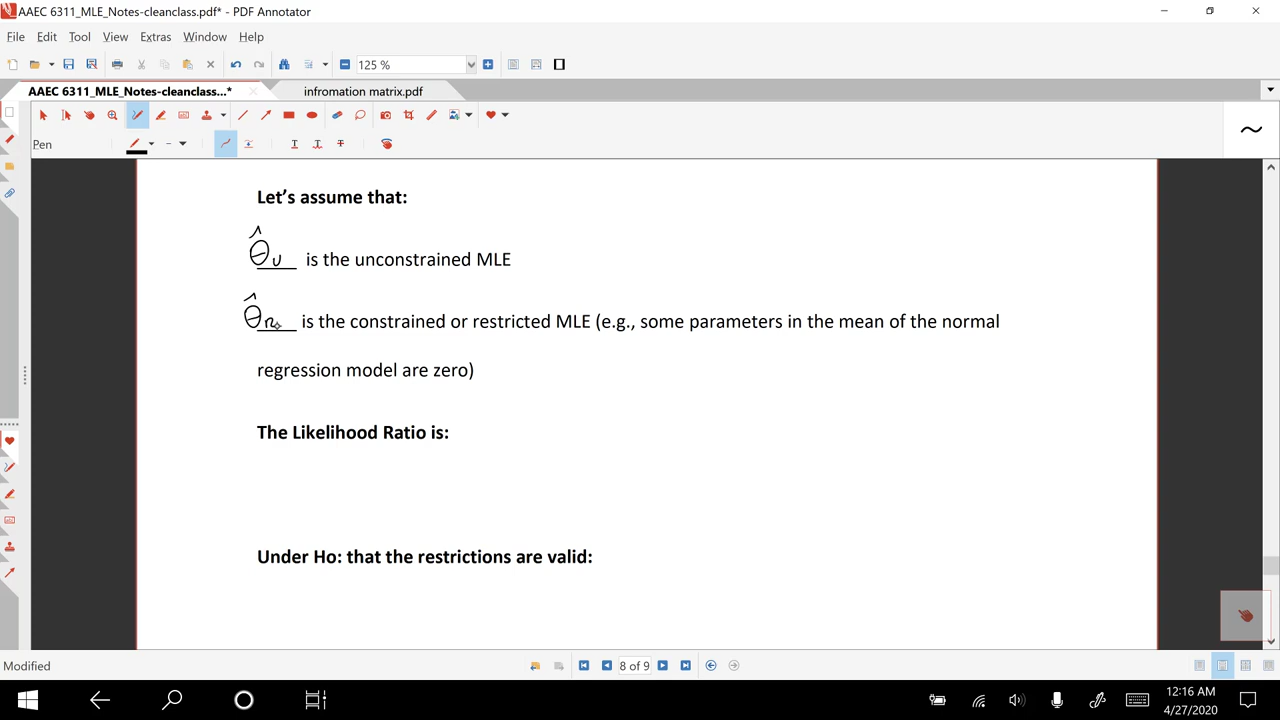 AAEC 6311_MLE_Notes-cleanclass.pdf* - PDF Annotator
File Edit Tool View Extras Window Help
125 %
AAEC 6311_MLE_Notes-cleanclass...* infromation matrix.pdf
Pen
Let's assume that:
θ̂u is the unconstrained MLE
θ̂R is the constrained or restricted MLE (e.g., some parameters in the mean of the normal
regression model are zero)
The Likelihood Ratio is:
Under Ho: that the restrictions are valid:
Modified 8 of 9
12:16 AM
4/27/2020